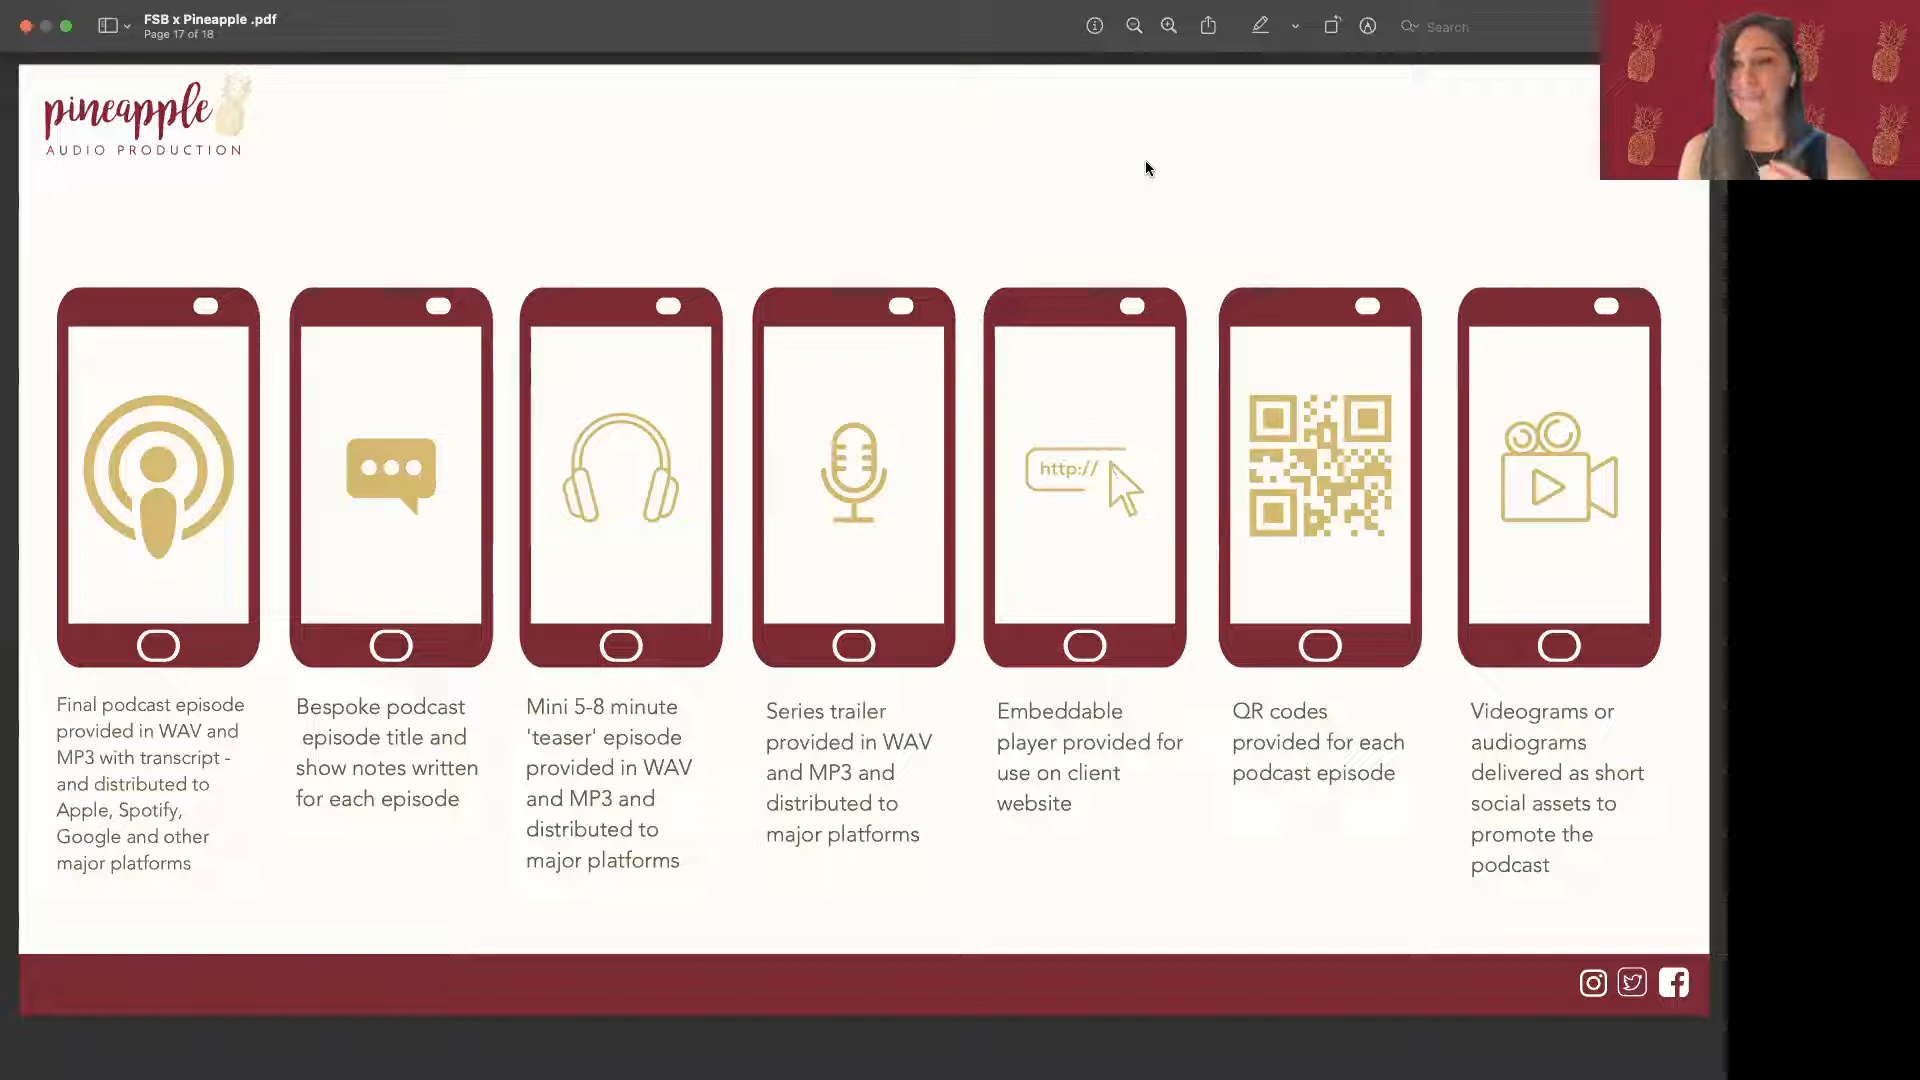 FSB x Pineapple .pdf
Page 17 of 18
Search
pineapple
AUDIO PRODUCTION
http://
Final podcast episode
provided in WAV and
MP3 with transcript -
and distributed to
Apple, Spotify,
Google and other
major platforms
Bespoke podcast
episode title and
show notes written
for each episode
Mini 5-8 minute
'teaser' episode
provided in WAV
and MP3 and
distributed to
major platforms
Series trailer
provided in WAV
and MP3 and
distributed to
major platforms
Embeddable
player provided for
use on client
website
QR codes
provided for each
podcast episode
Videograms or
audiograms
delivered as short
social assets to
promote the
podcast